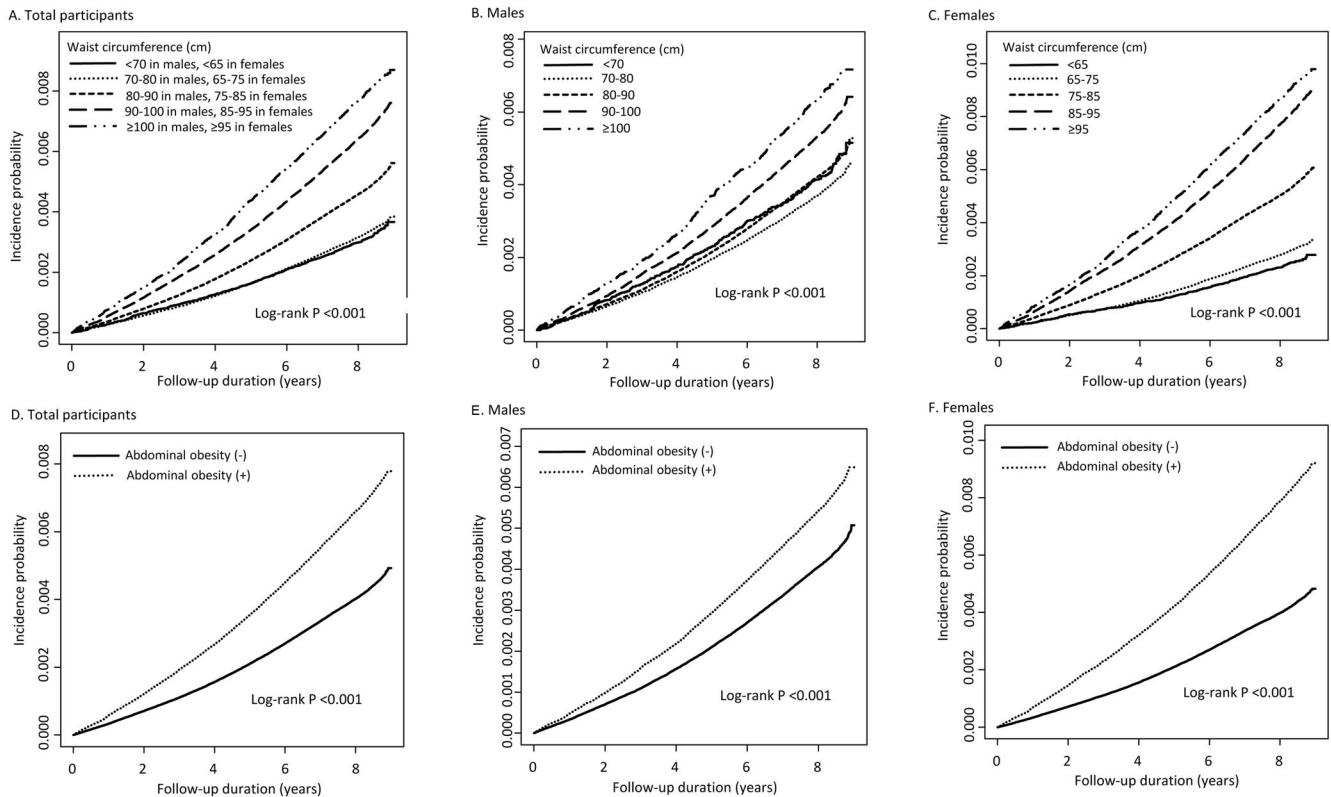 A. Total participants
Waist circumference (cm)
<70 in males, <65 in females
70-80 in males, 65-75 in females
80-90 in males, 75-85 in females
90-100 in males, 85-95 in females
≥100 in males, ≥95 in females
Incidence probability
0.000
0.002
0.004
0.006
0.008
Log-rank P <0.001
0 2 4 6 8
Follow-up duration (years)
B. Males
Waist circumference (cm)
<70
70-80
80-90
90-100
≥100
Incidence probability
0.000
0.002
0.004
0.006
0.008
Log-rank P <0.001
0 2 4 6 8
Follow-up duration (years)
C. Females
Waist circumference (cm)
<65
65-75
75-85
85-95
≥95
Incidence probability
0.000
0.002
0.004
0.006
0.008
0.010
Log-rank P <0.001
0 2 4 6 8
Follow-up duration (years)
D. Total participants
Abdominal obesity (-)
Abdominal obesity (+)
Incidence probability
0.000
0.002
0.004
0.006
0.008
Log-rank P <0.001
0 2 4 6 8
Follow-up duration (years)
E. Males
Abdominal obesity (-)
Abdominal obesity (+)
Incidence probability
0.000
0.001
0.002
0.003
0.004
0.005
0.006
0.007
Log-rank P <0.001
0 2 4 6 8
Follow-up duration (years)
F. Females
Abdominal obesity (-)
Abdominal obesity (+)
Incidence probability
0.000
0.002
0.004
0.006
0.008
0.010
Log-rank P <0.001
0 2 4 6 8
Follow-up duration (years)